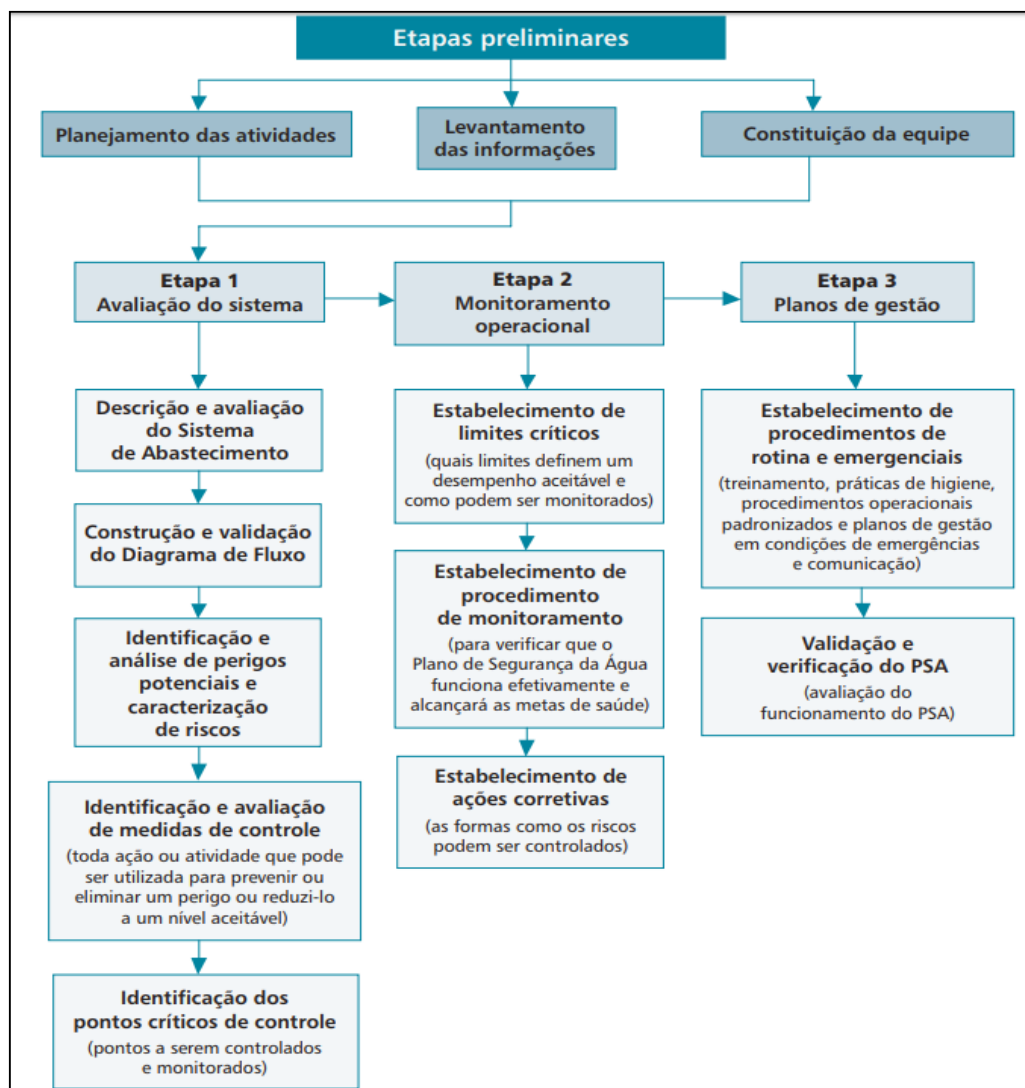 Etapas preliminares
Planejamento das atividades
Levantamento
das informações
Constituição da equipe
Etapa 1
Avaliação do sistema
Etapa 2
Monitoramento
operacional
Etapa 3
Planos de gestão
Descrição e avaliação
do Sistema
de Abastecimento
Construção e validação
do Diagrama de Fluxo
Identificação e
análise de perigos
potenciais e
caracterização
de riscos
Identificação e avaliação
de medidas de controle
(toda ação ou atividade que pode
ser utilizada para prevenir ou
eliminar um perigo ou reduzi-lo
a um nível aceitável)
Identificação dos
pontos críticos de controle
(pontos a serem controlados
e monitorados)
Estabelecimento de
limites críticos
(quais limites definem um
desempenho aceitável e
como podem ser monitorados)
Estabelecimento de
procedimento
de monitoramento
(para verificar que o
Plano de Segurança da Água
funciona efetivamente e
alcançará as metas de saúde)
Estabelecimento de
ações corretivas
(as formas como os riscos
podem ser controlados)
Estabelecimento de
procedimentos de
rotina e emergenciais
(treinamento, práticas de higiene,
procedimentos operacionais
padronizados e planos de gestão
em condições de emergências
e comunicação)
Validação e
verificação do PSA
(avaliação do
funcionamento do PSA)